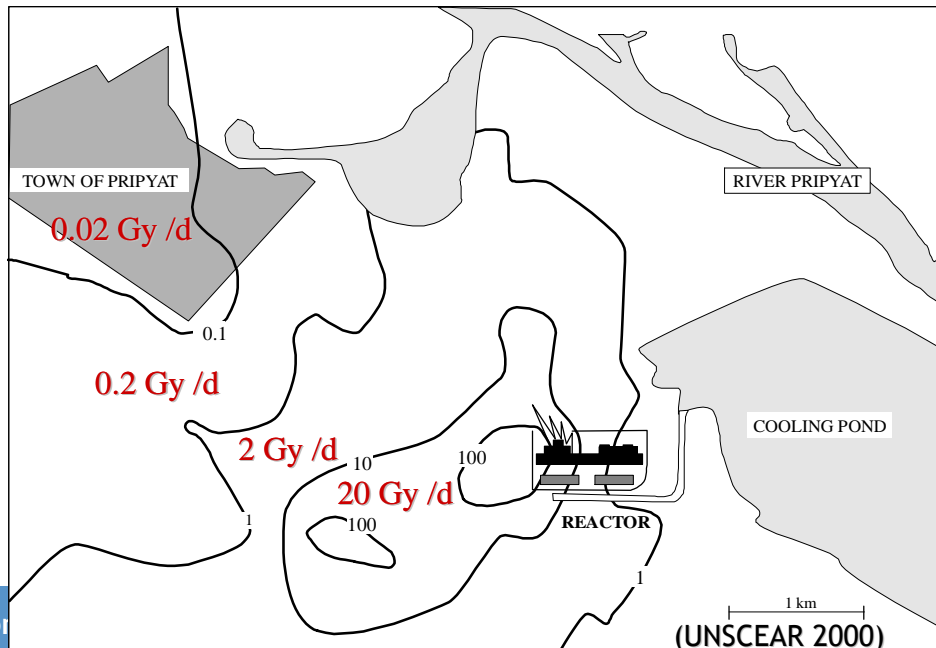 TOWN OF PRIPYAT
RIVER PRIPYAT
0.02 Gy /d
0.1
0.2 Gy /d
COOLING POND
2 Gy /d
10
100
20 Gy /d
1
100
REACTOR
1
1 km
(UNSCEAR 2000)